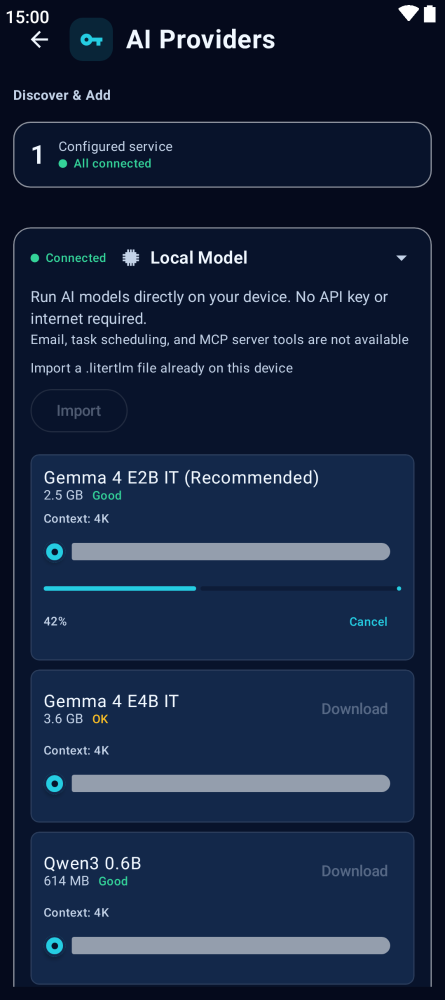 15:00
AI Providers
Discover & Add
1 Configured service
All connected
Connected Local Model
Run AI models directly on your device. No API key or
internet required.
Email, task scheduling, and MCP server tools are not available
Import a .litertlm file already on this device
Import
Gemma 4 E2B IT (Recommended)
2.5 GB Good
Context: 4K
42% Cancel
Gemma 4 E4B IT
3.6 GB OK
Download
Context: 4K
Qwen3 0.6B
614 MB Good
Download
Context: 4K